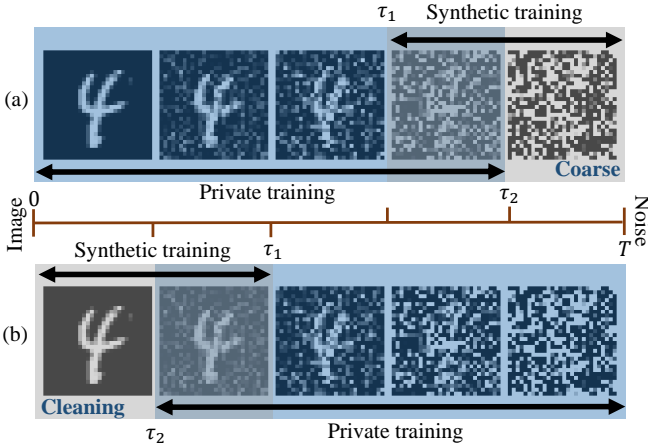 τ₁ Synthetic training
(a)
Coarse
Private training
0 τ₂
Image Noise
Synthetic training τ₁ T
(b)
Cleaning
τ₂ Private training